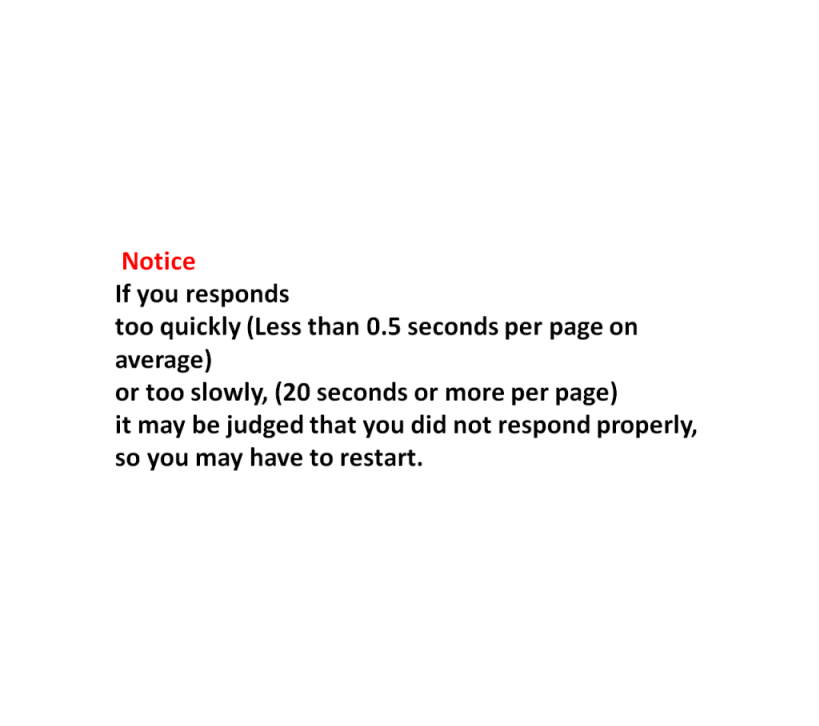 Notice
If you responds
too quickly (Less than 0.5 seconds per page on
average)
or too slowly, (20 seconds or more per page)
it may be judged that you did not respond properly,
so you may have to restart.